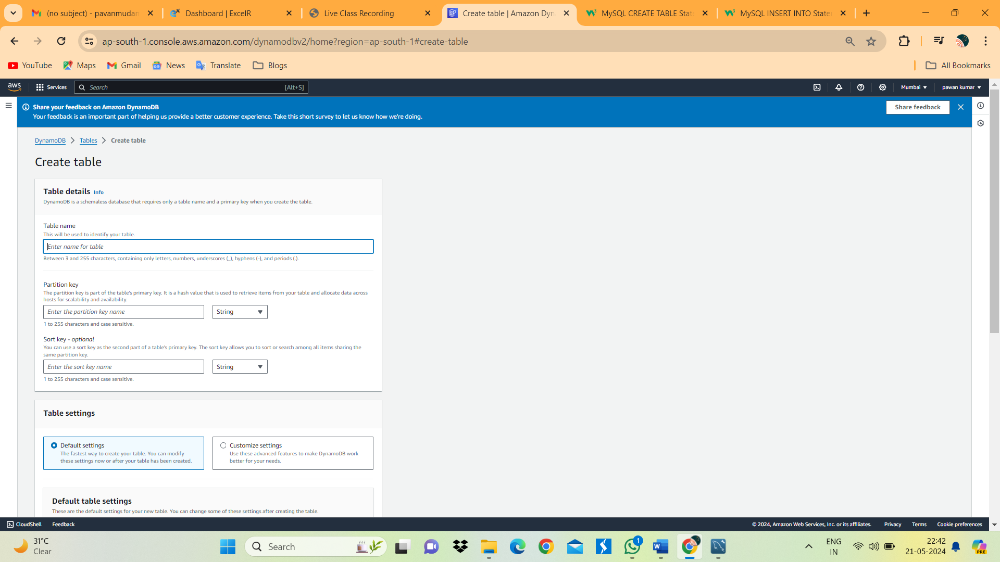 (no subject) - pavanmudan
Dashboard | ExcelR
Live Class Recording
Create table | Amazon Dyn
MySQL CREATE TABLE Stat
MySQL INSERT INTO State
ap-south-1.console.aws.amazon.com/dynamodbv2/home?region=ap-south-1#create-table
YouTube
Maps
Gmail
News
Translate
Blogs
All Bookmarks
aws
Services
Search
[Alt+S]
Mumbai
pawan kumar
Share your feedback on Amazon DynamoDB
Your feedback is an important part of helping us provide a better customer experience. Take this short survey to let us know how we're doing.
Share feedback
DynamoDB
Tables
Create table
Create table
Table details Info
DynamoDB is a schemaless database that requires only a table name and a primary key when you create the table.
Table name
This will be used to identify your table.
Enter name for table
Between 3 and 255 characters, containing only letters, numbers, underscores (_), hyphens (-), and periods (.).
Partition key
The partition key is part of the table's primary key. It is a hash value that is used to retrieve items from your table and allocate data across
hosts for scalability and availability.
Enter the partition key name
String
1 to 255 characters and case sensitive.
Sort key - optional
You can use a sort key as the second part of a table's primary key. The sort key allows you to sort or search among all items sharing the
same partition key.
Enter the sort key name
String
1 to 255 characters and case sensitive.
Table settings
Default settings
The fastest way to create your table. You can modify
these settings now or after your table has been created.
Customize settings
Use these advanced features to make DynamoDB work
better for your needs.
Default table settings
These are the default settings for your new table. You can change some of these settings after creating the table.
CloudShell
Feedback
© 2024, Amazon Web Services, Inc. or its affiliates.
Privacy
Terms
Cookie preferences
31°C
Clear
Search
1
ENG
IN
22:42
21-05-2024
PRE